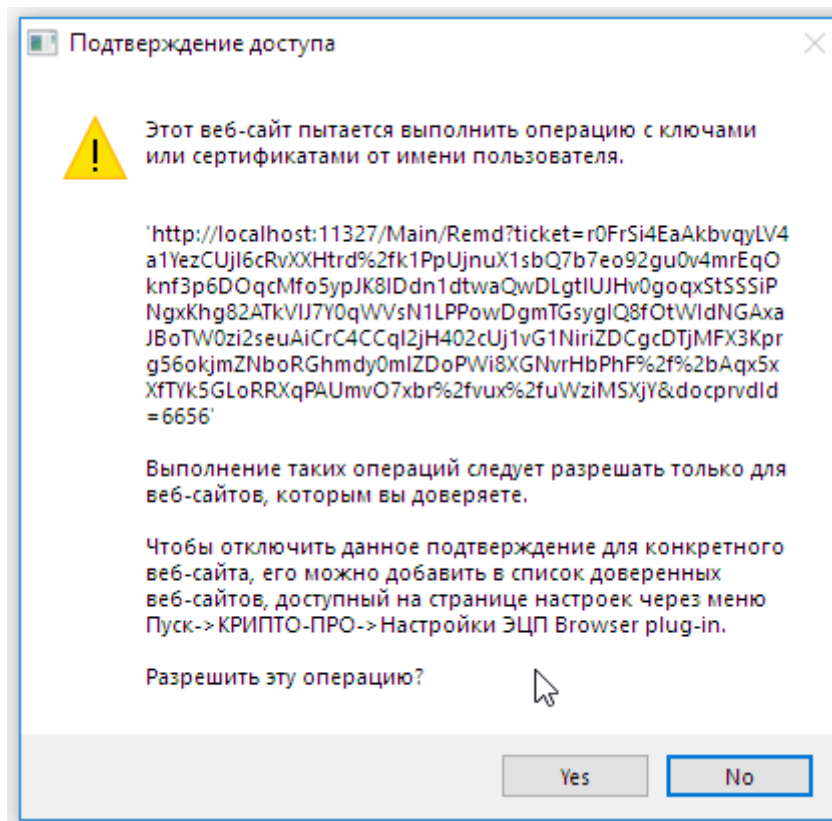 Подтверждение доступа
Этот веб-сайт пытается выполнить операцию с ключами
или сертификатами от имени пользователя.
'http://localhost:11327/Main/Remd?ticket=r0FrSi4EaAkbvqyLV4
a1YezCUjI6cRvXXHtrd%2fk1PpUjnuX1sbQ7b7eo92gu0v4mrEqO
knf3p6DOqcMfo5ypJK8IDdn1dtwaQwDLgtIUJHv0goqxStSSSiP
NgxKhg82ATkVIJ7Y0qWVsN1LPPowDgmTGsygIQ8fOtWIdNGAxa
JBoTW0zi2seuAiCrC4CCqI2jH402cUj1vG1NiriZDCgcDTjMFX3Kpr
g56okjmZNboRGhmdy0mIZDoPWi8XGNvrHbPhF%2f%2bAqx5x
XfTYk5GLoRRXqPAUmvO7xbr%2fvux%2fuWziMSXjY&docprvdId
=6656'
Выполнение таких операций следует разрешать только для
веб-сайтов, которым вы доверяете.
Чтобы отключить данное подтверждение для конкретного
веб-сайта, его можно добавить в список доверенных
веб-сайтов, доступный на странице настроек через меню
Пуск->КРИПТО-ПРО->Настройки ЭЦП Browser plug-in.
Разрешить эту операцию?
Yes No